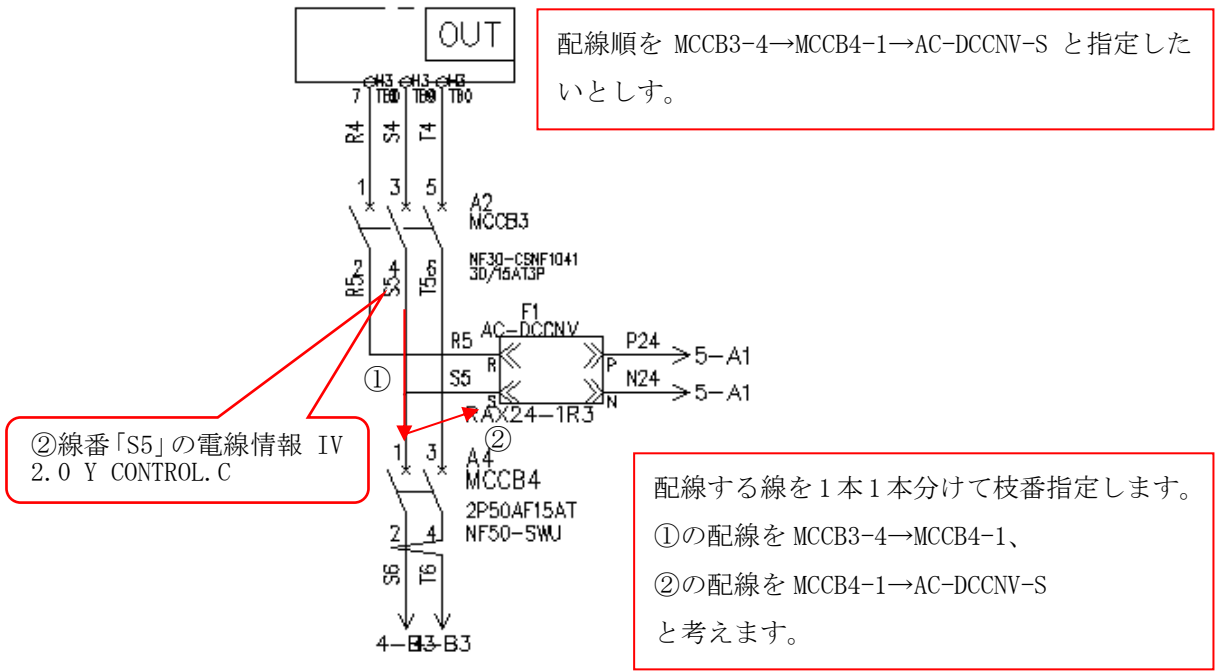 OUT
配線順を MCCB3-4→MCCB4-1→AC-DCCNV-S と指定した
いとしす。
7
R4
S4
T4
1 3 5
A2
MCCB3
NF30-CSNF1041
3D/15AT3P
2 4 6
R5
S5
T5
F1
AC-DCCNV
R5
R
P
P24
5-A1
①
S5
S
N
N24
5-A1
RAX24-1R3
②
②線番「S5」の電線情報 IV
2.0 Y CONTROL.C
1 3
A4
MCCB4
2P50AF15AT
NF50-SWU
2 4
S6
T6
配線する線を1本1本分けて枝番指定します。
①の配線を MCCB3-4→MCCB4-1、
②の配線を MCCB4-1→AC-DCCNV-S
と考えます。